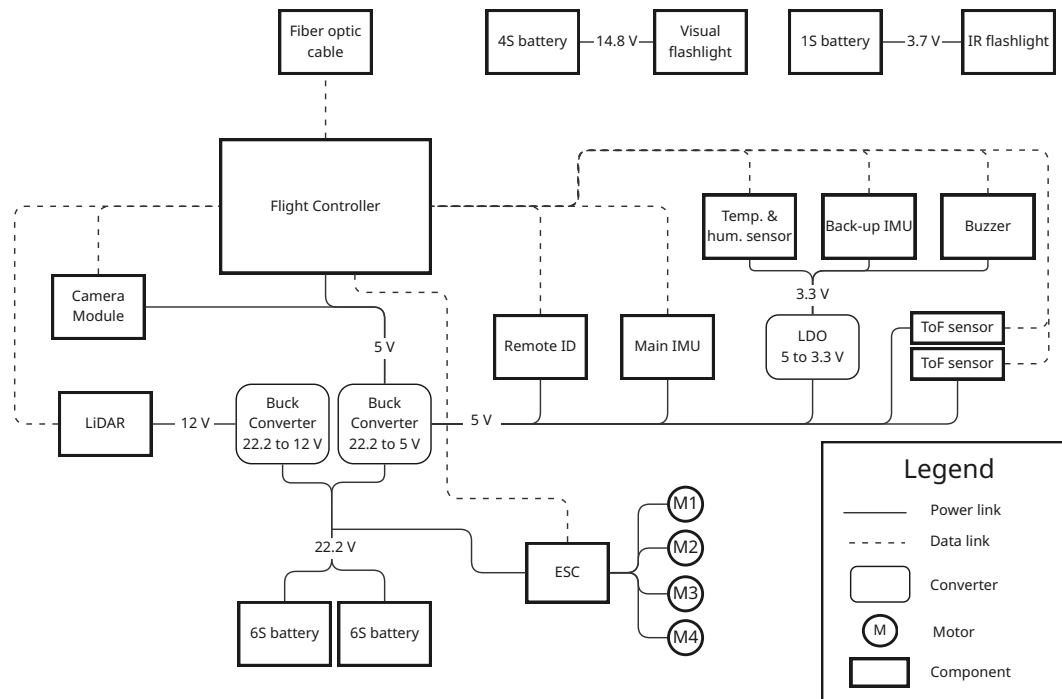 Fiber optic
cable
4S battery
14.8 V
Visual
flashlight
1S battery
3.7 V
IR flashlight
Flight Controller
Temp. &
hum. sensor
Back-up IMU
Buzzer
3.3 V
Camera
Module
5 V
Remote ID
Main IMU
LDO
5 to 3.3 V
ToF sensor
ToF sensor
LiDAR
12 V
Buck
Converter
22.2 to 12 V
Buck
Converter
22.2 to 5 V
5 V
22.2 V
6S battery
6S battery
ESC
M1
M2
M3
M4
Legend
Power link
Data link
Converter
M
Motor
Component